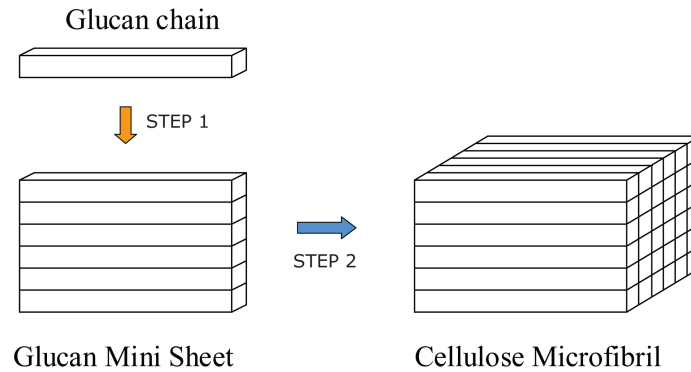 Glucan chain
STEP 1
STEP 2
Glucan Mini Sheet
Cellulose Microfibril